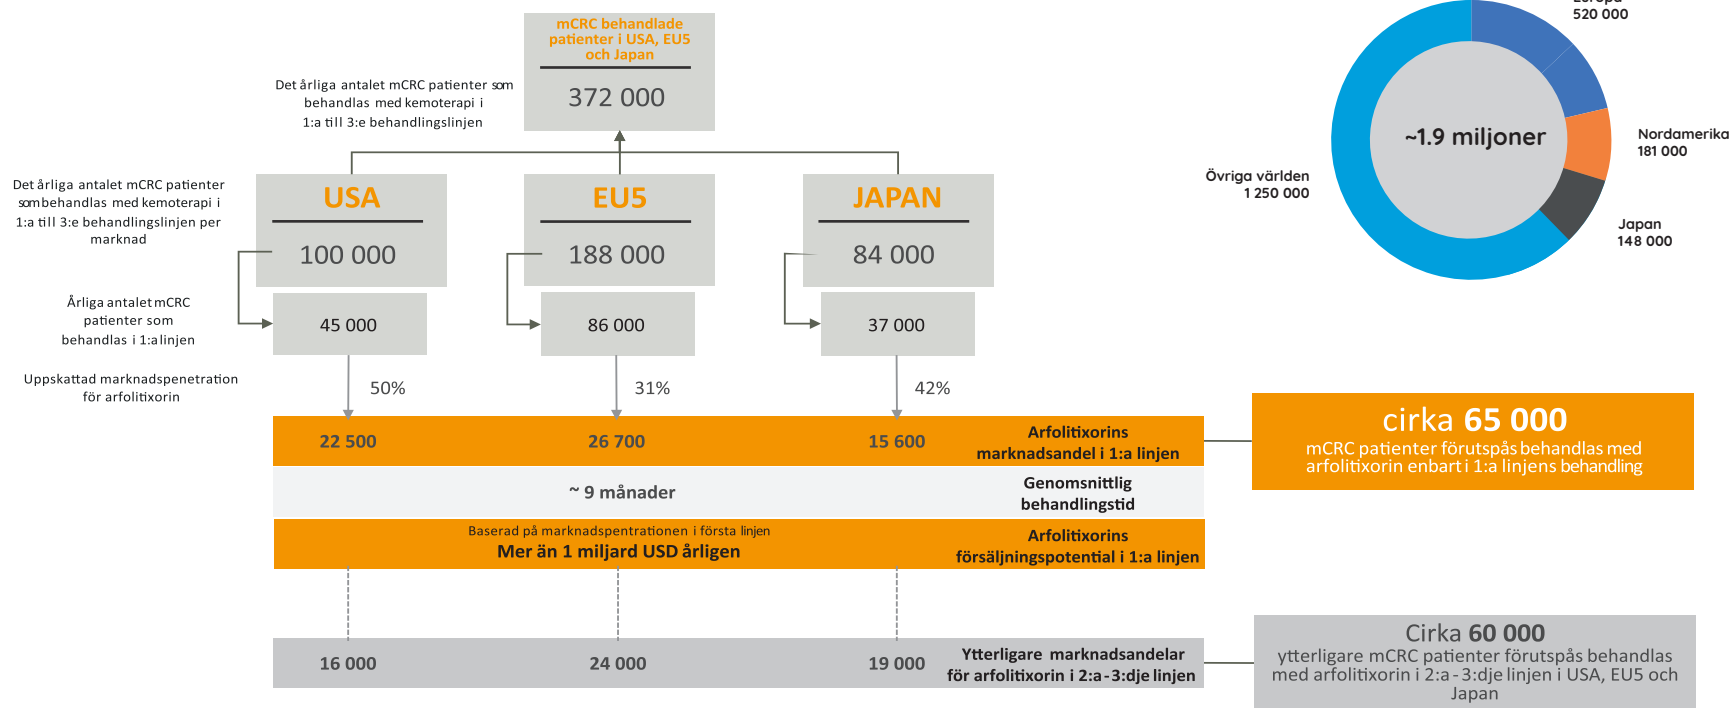 mCRC behandlade
patienter i USA, EU5
och Japan
372 000
Det årliga antalet mCRC patienter som
behandlas med kemoterapi i
1:a till 3:e behandlingslinjen
Det årliga antalet mCRC patienter
som behandlas med kemoterapi i
1:a till 3:e behandlingslinjen per
marknad
USA
100 000
EU5
188 000
JAPAN
84 000
Årliga antalet mCRC
patienter som
behandlas i 1:a linjen
45 000
86 000
37 000
Uppskattad marknadspenetration
för arfolitixorin
50%
31%
42%
22 500
26 700
15 600
Arfolitixorins
marknadsandel i 1:a linjen
~ 9 månader
Genomsnittlig
behandlingstid
Baserad på marknadspentrationen i första linjen
Mer än 1 miljard USD årligen
Arfolitixorins
försäljningspotential i 1:a linjen
16 000
24 000
19 000
Ytterligare marknadsandelar
för arfolitixorin i 2:a - 3:dje linjen
cirka 65 000
mCRC patienter förutspås behandlas med
arfolitixorin enbart i 1:a linjens behandling
Cirka 60 000
ytterligare mCRC patienter förutspås behandlas
med arfolitixorin i 2:a - 3:dje linjen i USA, EU5 och
Japan
Europa
520 000
~1.9 miljoner
Nordamerika
181 000
Övriga världen
1 250 000
Japan
148 000